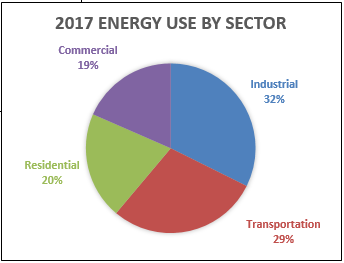 2017 ENERGY USE BY SECTOR
Commercial
19%
Industrial
32%
Residential
20%
Transportation
29%